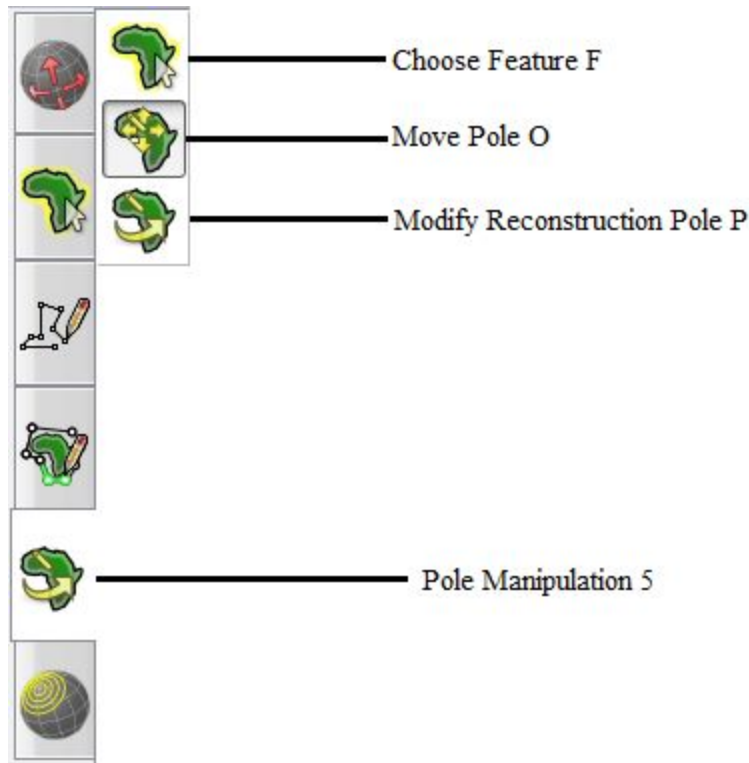 Choose Feature F
Move Pole O
Modify Reconstruction Pole P
Pole Manipulation 5